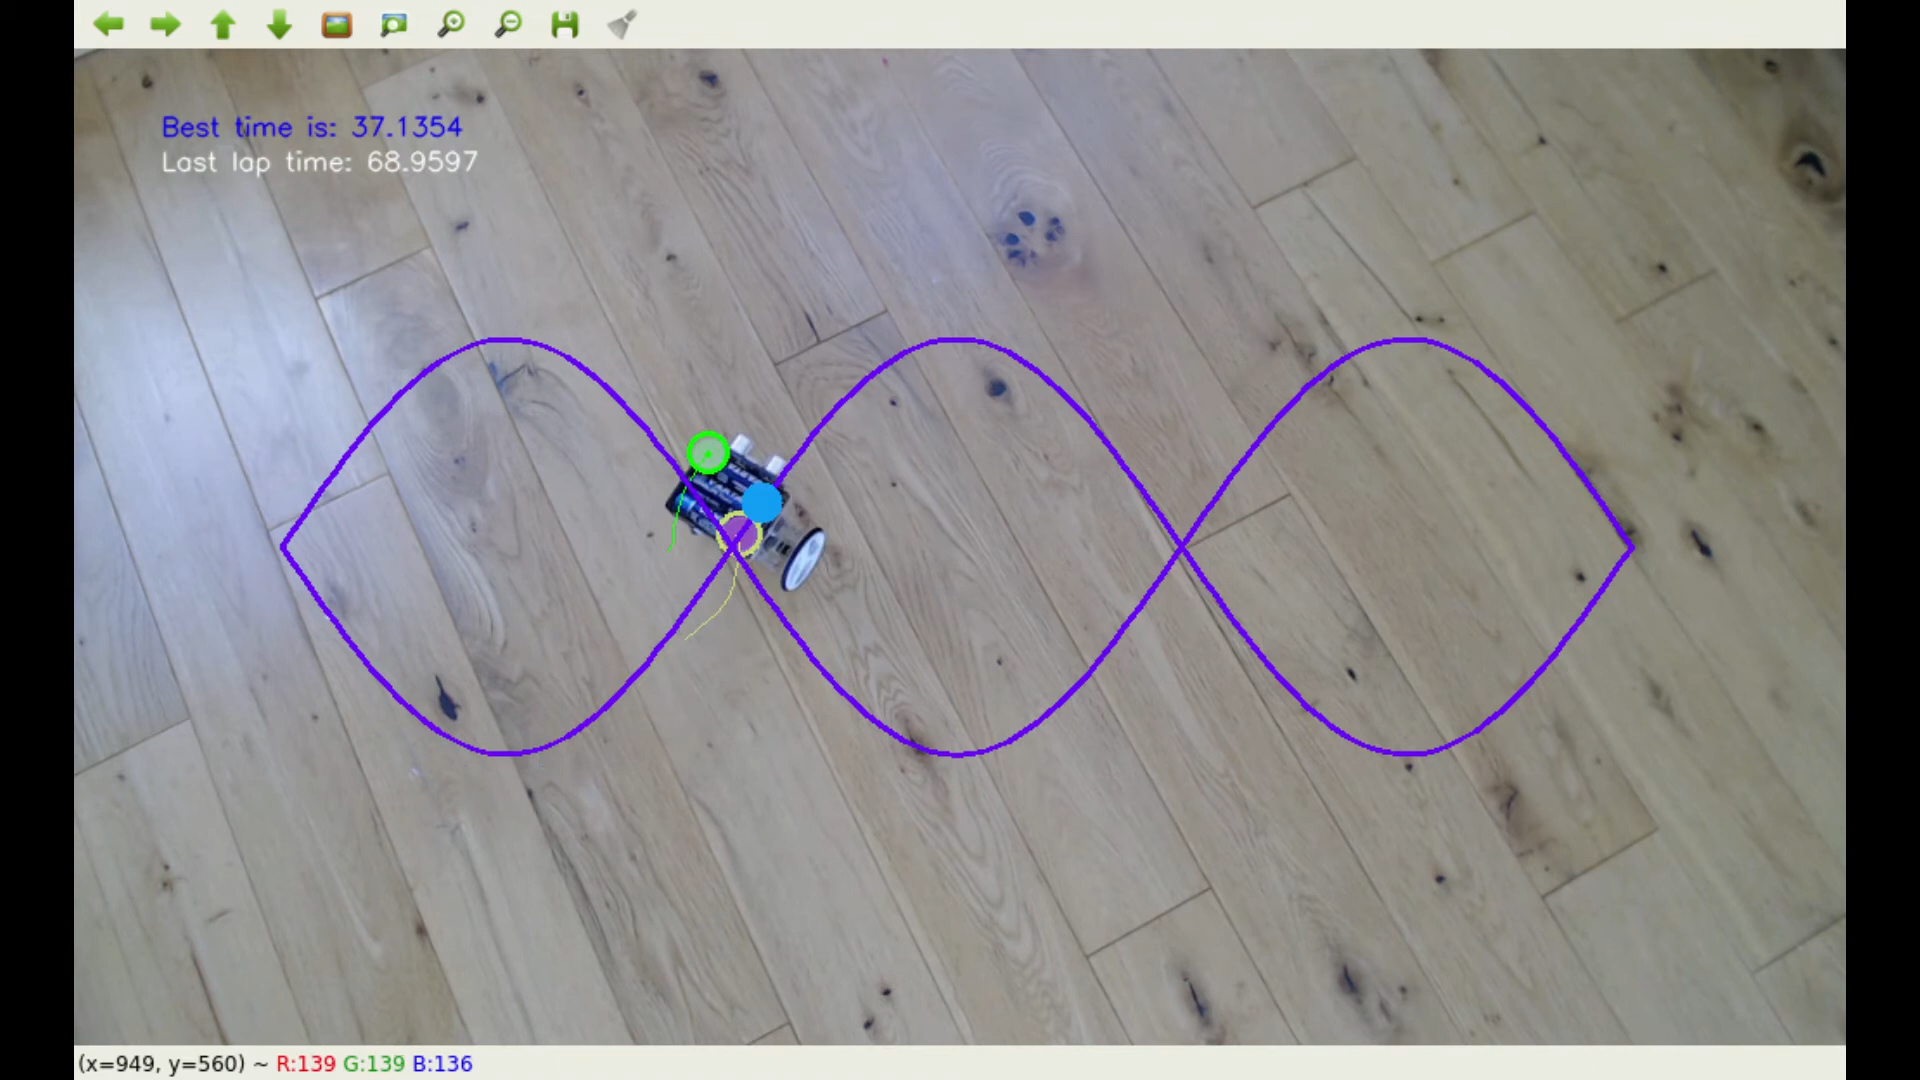 Best time is: 37.1354
Last lap time: 68.9597
(x=949, y=560) ~ R:139 G:139 B:136